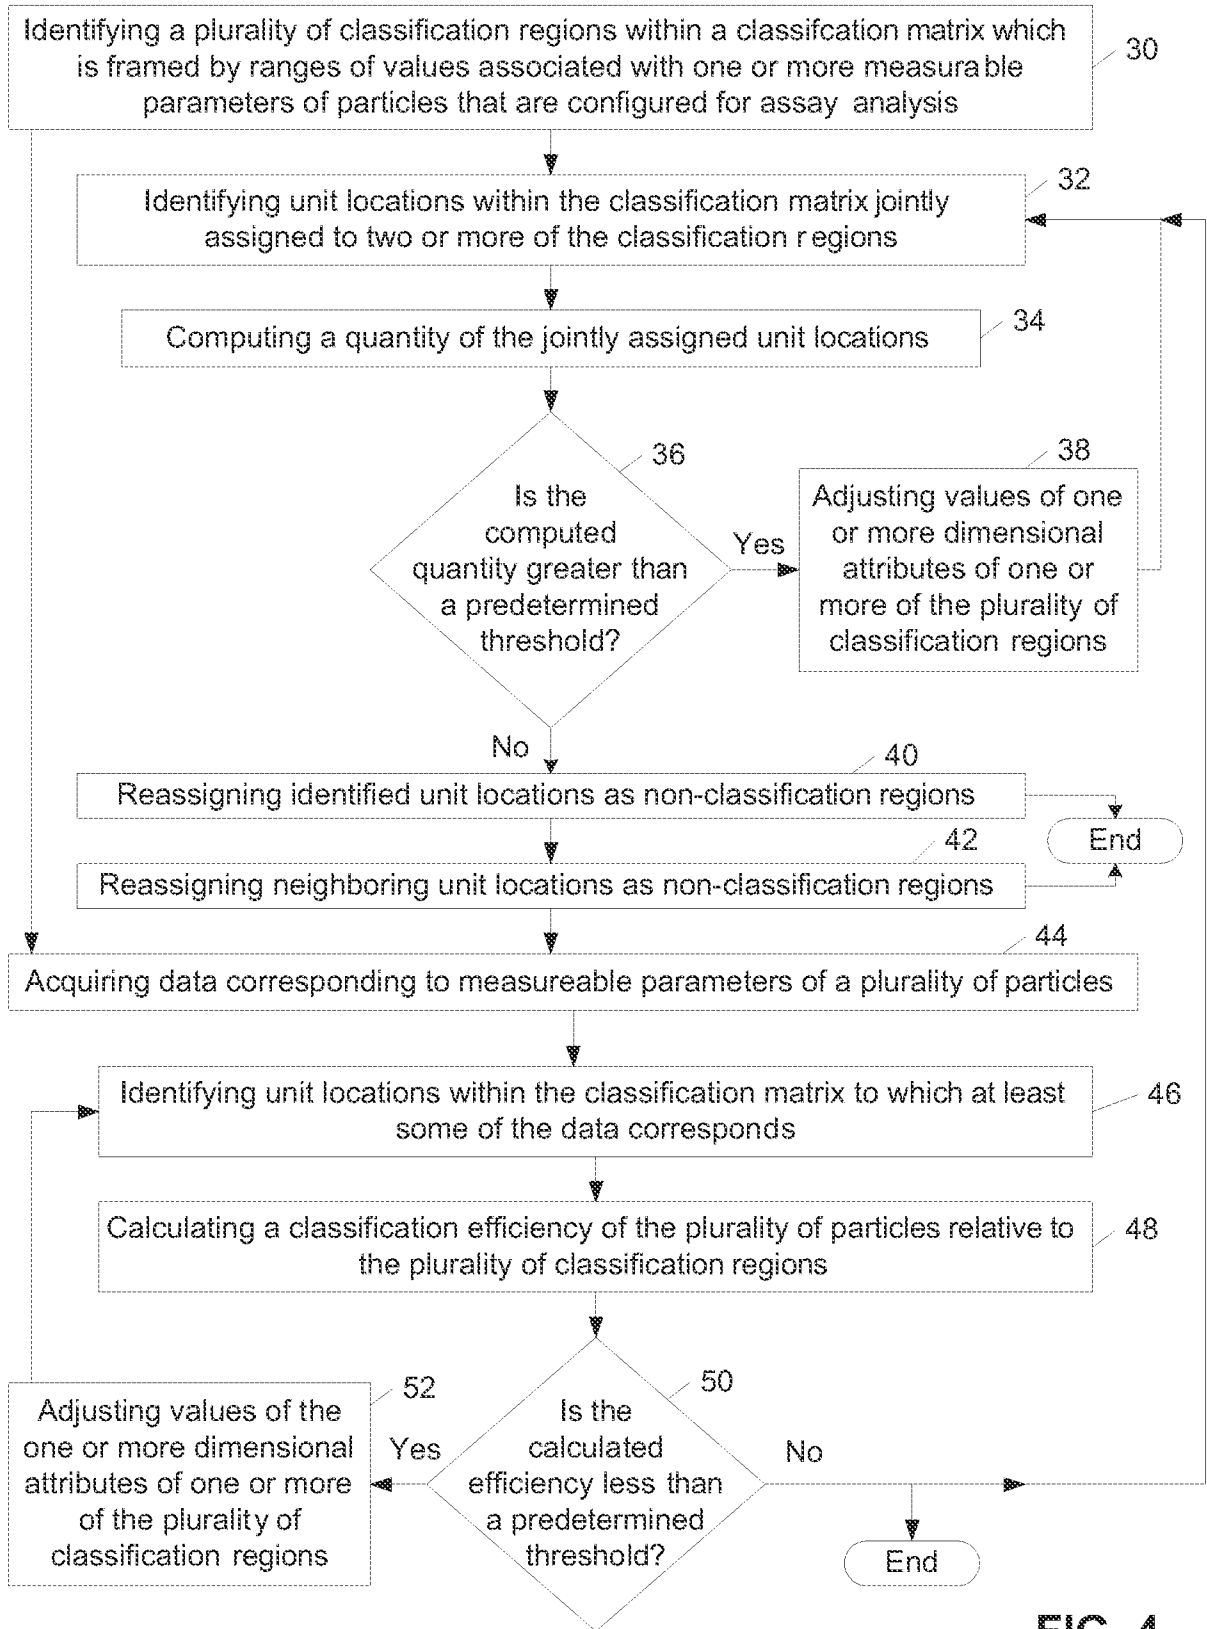 Identifying a plurality of classification regions within a classifcation matrix which
is framed by ranges of values associated with one or more measurable
parameters of particles that are configured for assay analysis
30
Identifying unit locations within the classification matrix jointly
assigned to two or more of the classification regions
32
Computing a quantity of the jointly assigned unit locations
34
Is the
computed
quantity greater than
a predetermined
threshold?
36
Yes
Adjusting values of one
or more dimensional
attributes of one or
more of the plurality of
classification regions
38
No
Reassigning identified unit locations as non-classification regions
40
End
Reassigning neighboring unit locations as non-classification regions
42
Acquiring data corresponding to measureable parameters of a plurality of particles
44
Identifying unit locations within the classification matrix to which at least
some of the data corresponds
46
Calculating a classification efficiency of the plurality of particles relative to
the plurality of classification regions
48
Is the
calculated
efficiency less than
a predetermined
threshold?
50
Yes
Adjusting values of the
one or more dimensional
attributes of one or more
of the plurality of
classification regions
52
No
End
FIG. 4